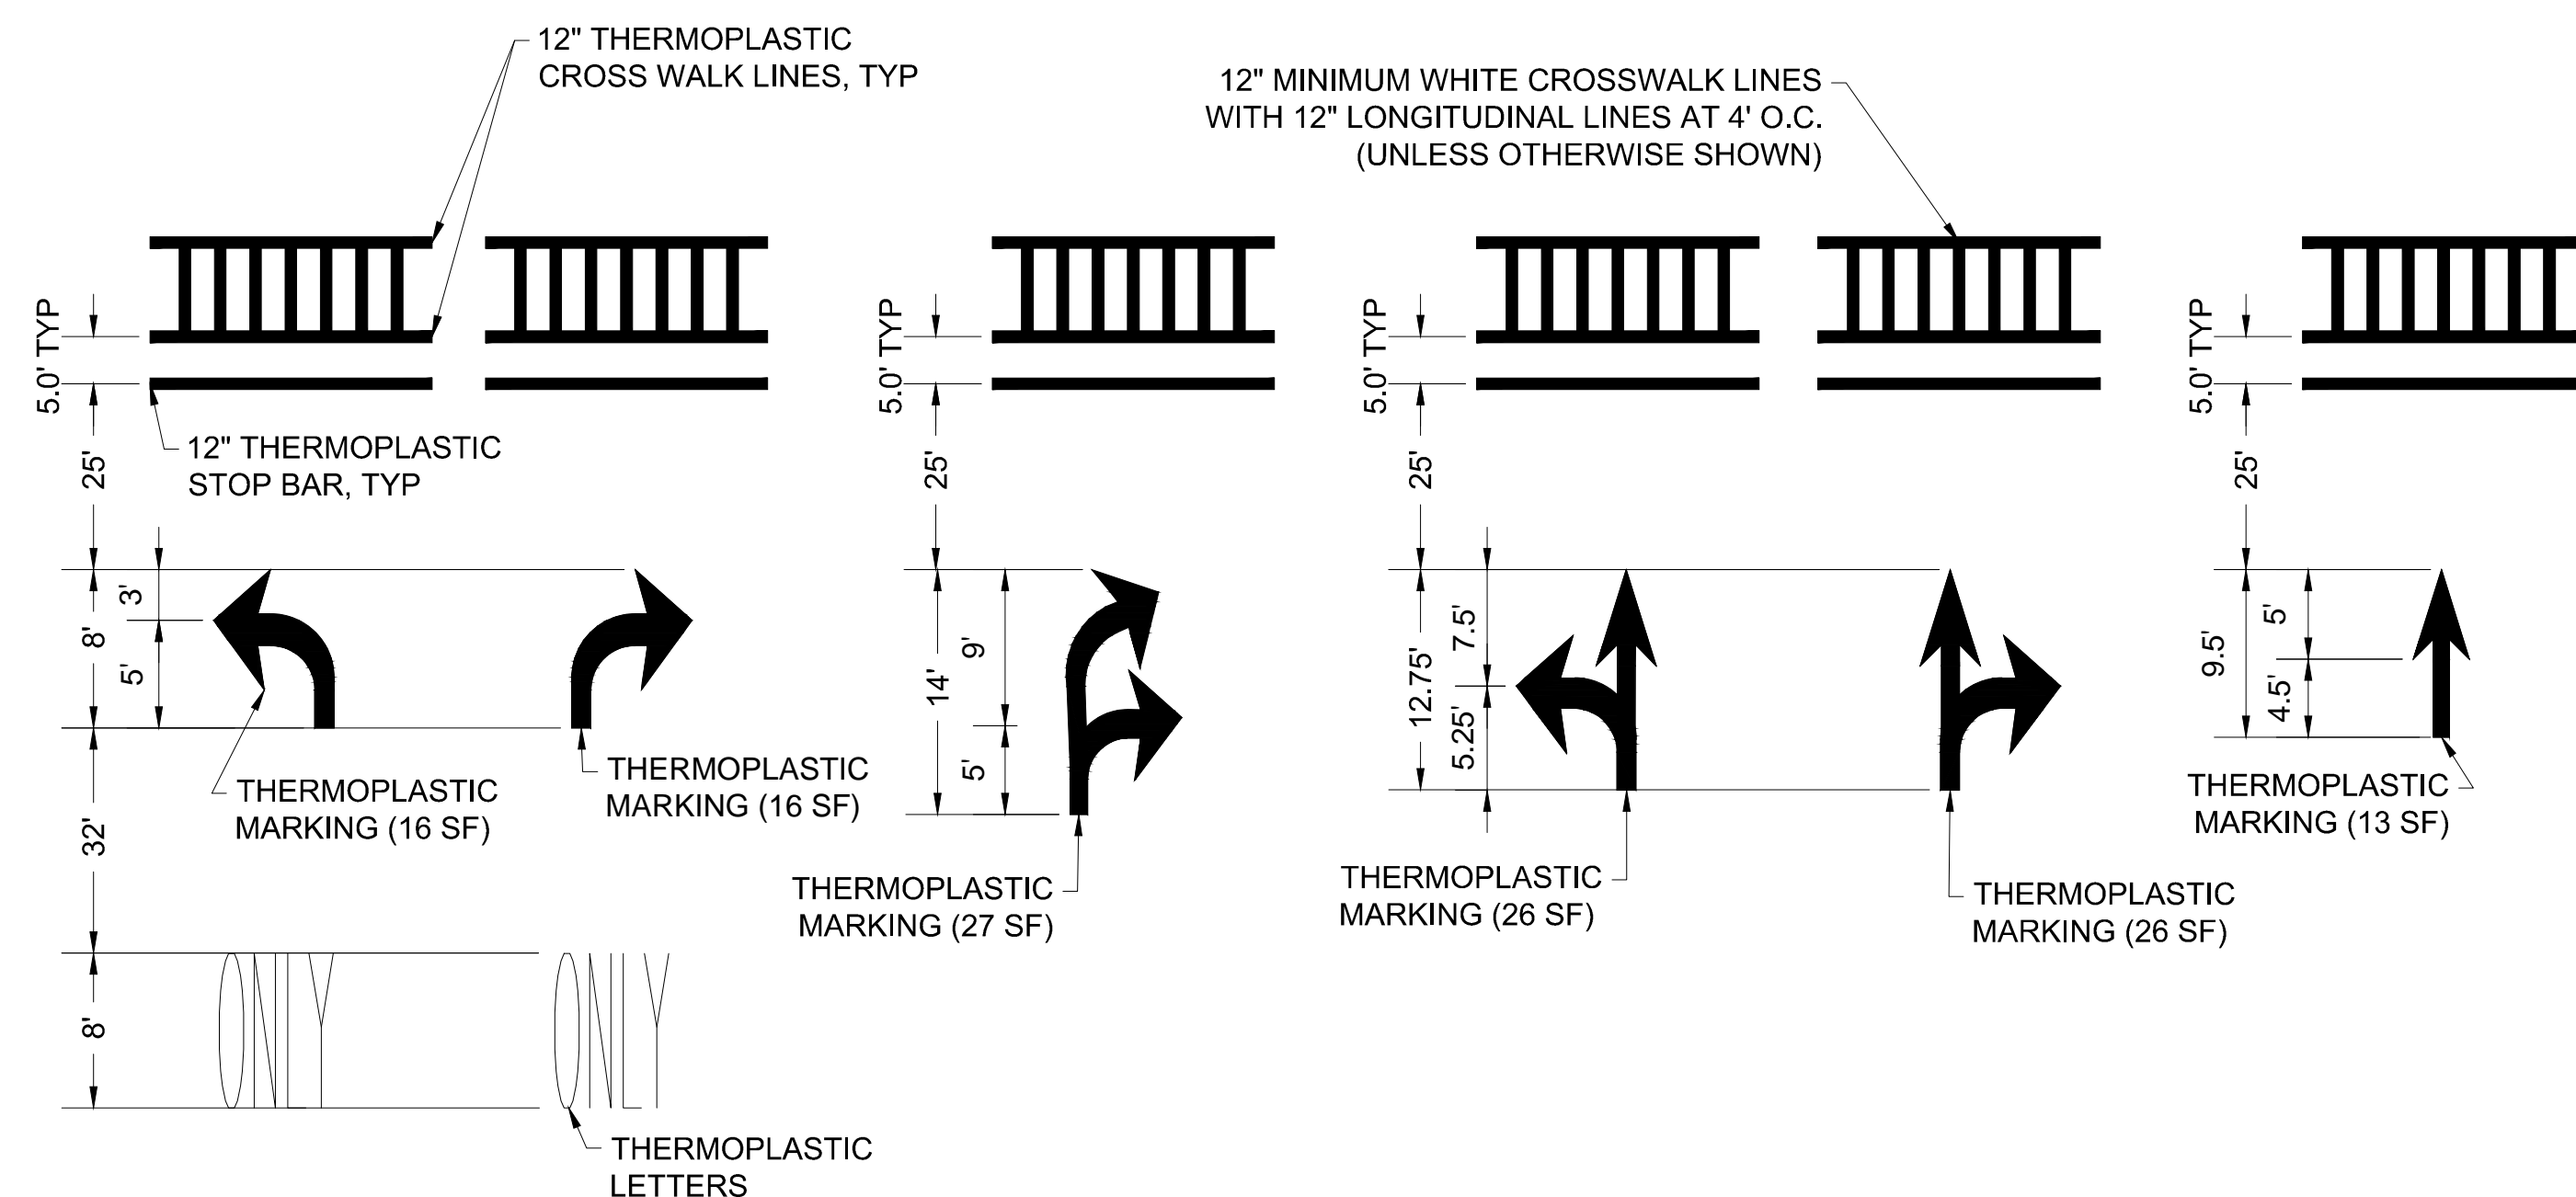 12" THERMOPLASTIC
CROSS WALK LINES, TYP
12" MINIMUM WHITE CROSSWALK LINES
WITH 12" LONGITUDINAL LINES AT 4' O.C.
(UNLESS OTHERWISE SHOWN)
5.0' TYP
5.0' TYP
5.0' TYP
5.0' TYP
12" THERMOPLASTIC
STOP BAR, TYP
25'
25'
25'
25'
3'
8'
5'
9'
14'
5'
7.5'
12.75'
5.25'
5'
9.5'
4.5'
THERMOPLASTIC
MARKING (16 SF)
THERMOPLASTIC
MARKING (16 SF)
THERMOPLASTIC
MARKING (27 SF)
THERMOPLASTIC
MARKING (26 SF)
THERMOPLASTIC
MARKING (26 SF)
THERMOPLASTIC
MARKING (13 SF)
32'
8'
ONLY
ONLY
THERMOPLASTIC
LETTERS